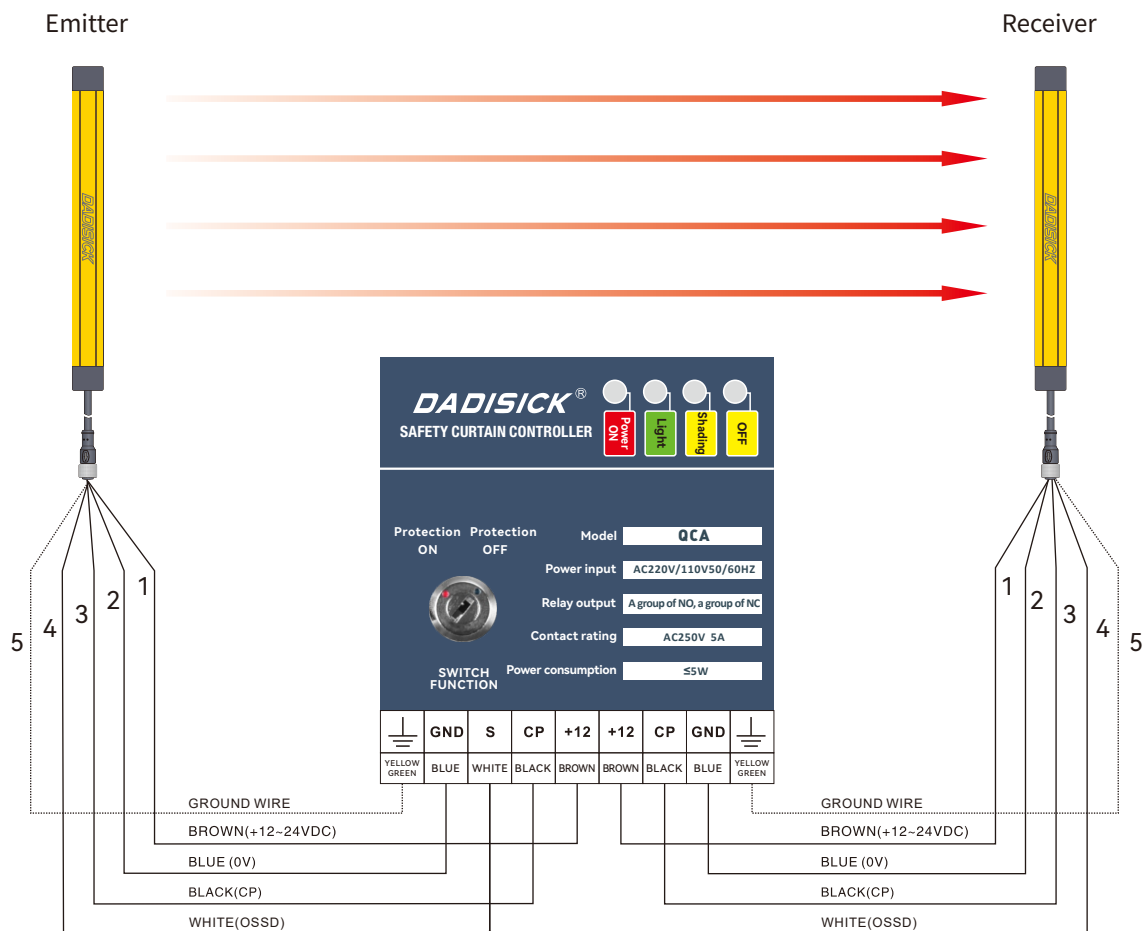 Emitter
Receiver
DADISICK
DADISICK
DADISICK®
SAFETY CURTAIN CONTROLLER
Power ON
Light
Shading
OFF
Protection ON
Protection OFF
SWITCH FUNCTION
Model QCA
Power input AC220V/110V50/60HZ
Relay output A group of NO, a group of NC
Contact rating AC250V 5A
Power consumption ≤5W
GND S CP +12 +12 CP GND
YELLOW GREEN BLUE WHITE BLACK BROWN BROWN BLACK BLUE YELLOW GREEN
5 4 3 2 1
1 2 3 4 5
GROUND WIRE
BROWN(+12~24VDC)
BLUE (0V)
BLACK(CP)
WHITE(OSSD)
GROUND WIRE
BROWN(+12~24VDC)
BLUE (0V)
BLACK(CP)
WHITE(OSSD)